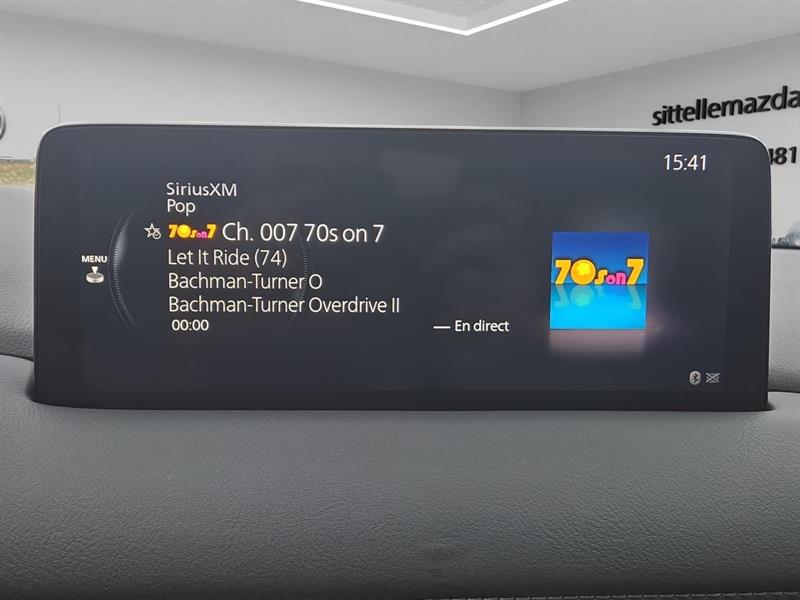 sittellemazda
481
15:41
SiriusXM
Pop
70s on 7 Ch. 007 70s on 7
MENU
Let It Ride (74)
Bachman-Turner O
Bachman-Turner Overdrive II
00:00
— En direct
70s on 7